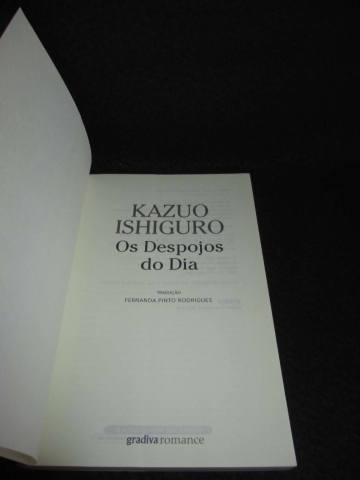 KAZUO
ISHIGURO
Os Despojos
do Dia
TRADUÇÃO
FERNANDA PINTO RODRIGUES
gradiva romance